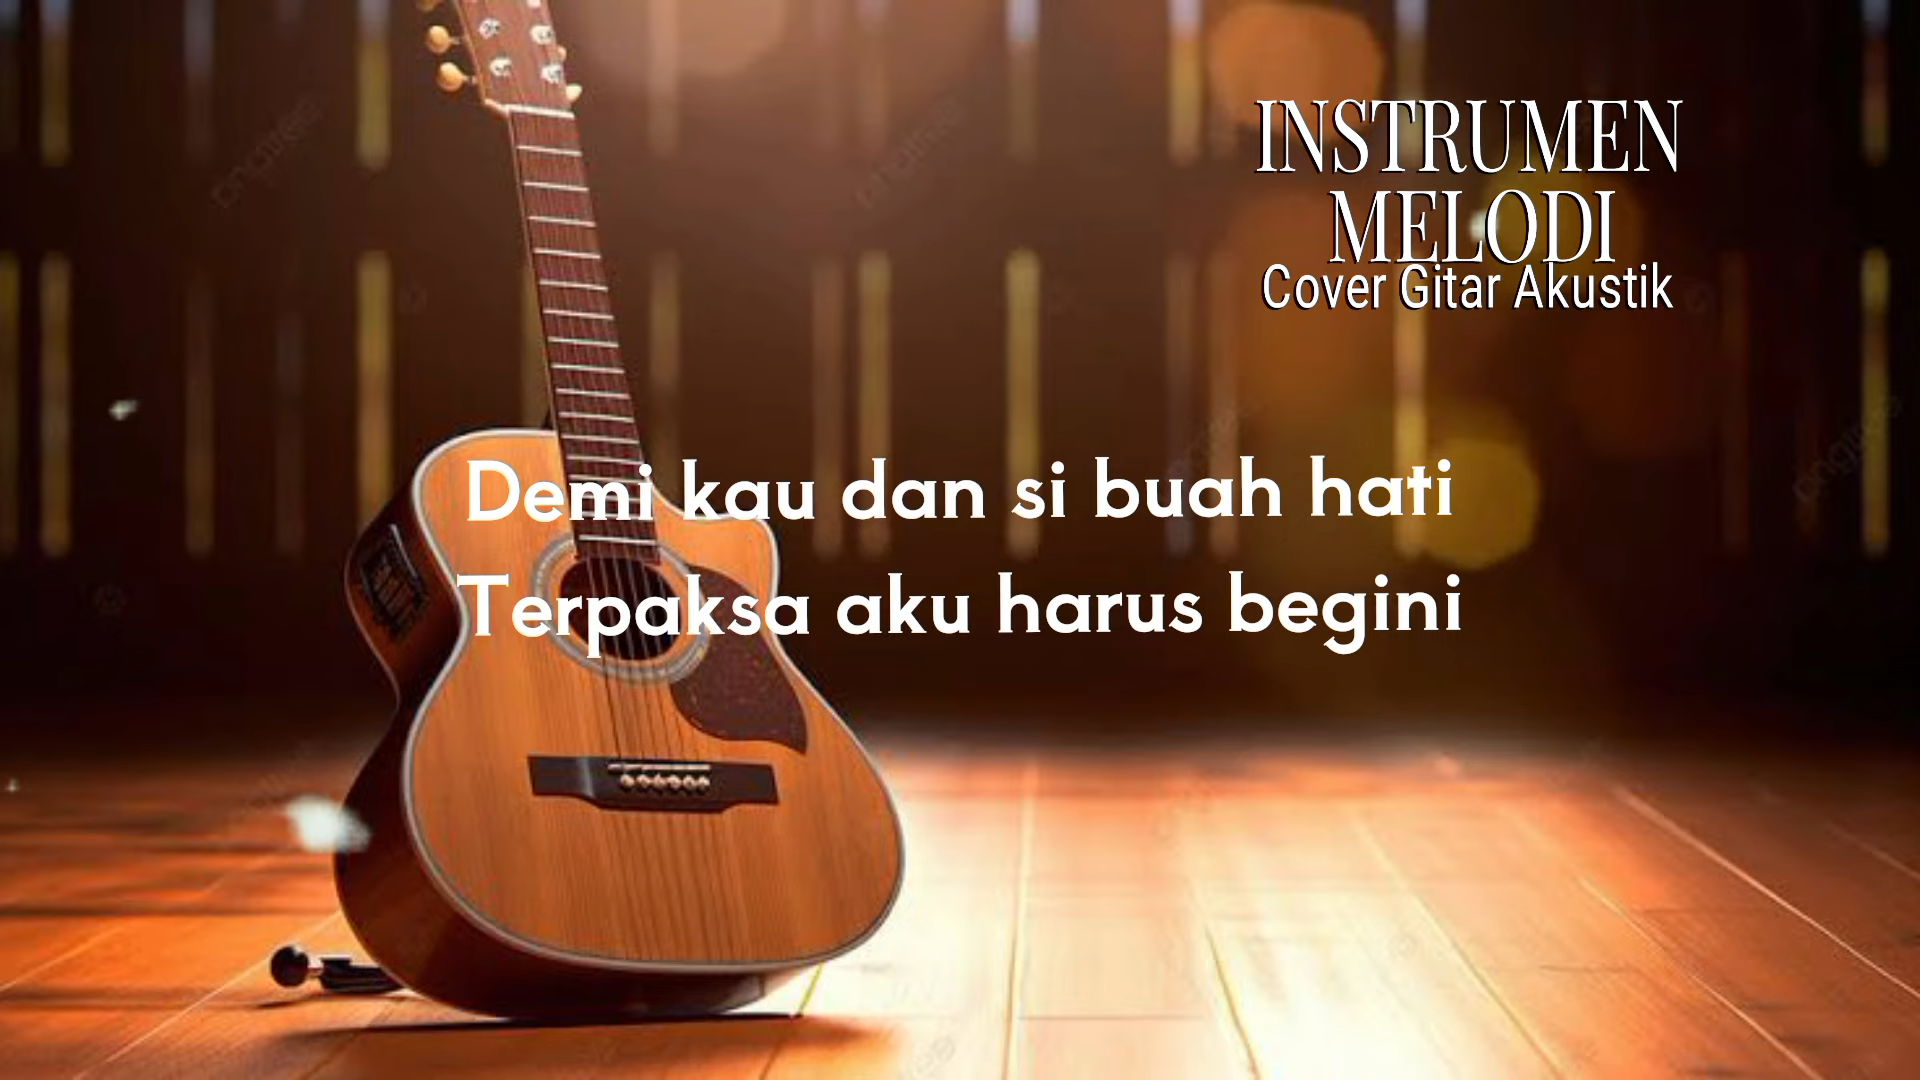 INSTRUMEN
MELODI
Cover Gitar Akustik
Demi kau dan si buah hati
Terpaksa aku harus begini